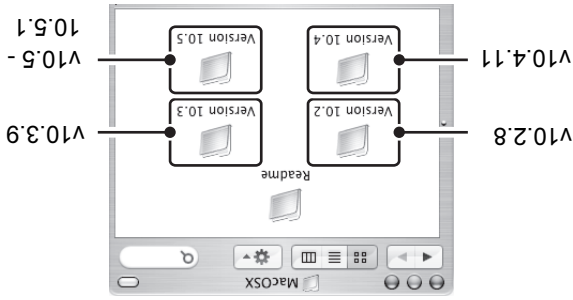 MacOSX
Readme
v10.2.8
Version 10.2
Version 10.3
v10.3.9
v10.4.11
Version 10.4
Version 10.5
v10.5 -
10.5.1